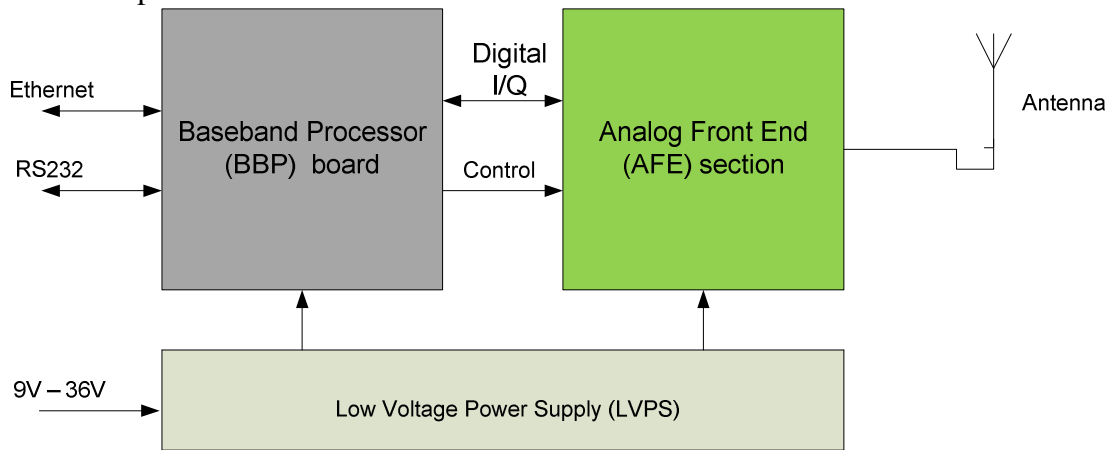 Ethernet
RS232
Baseband Processor
(BBP) board
Digital
I/Q
Control
Analog Front End
(AFE) section
Antenna
9V – 36V
Low Voltage Power Supply (LVPS)